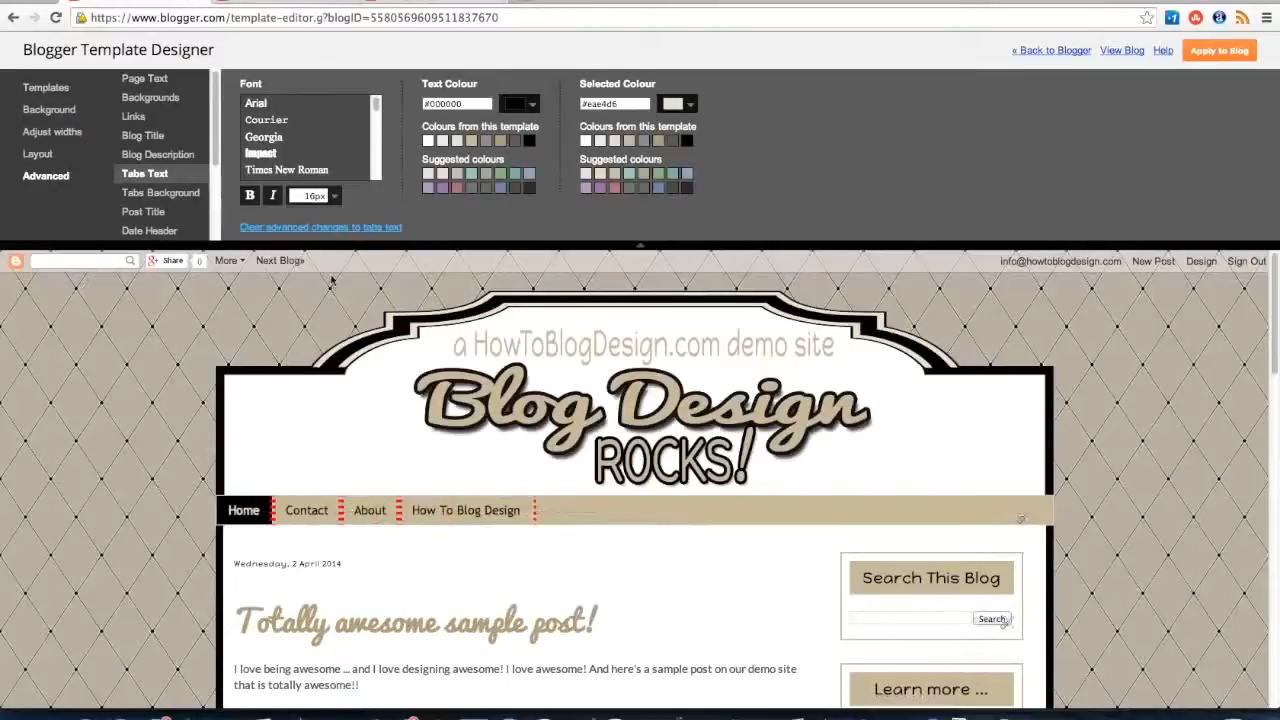 https://www.blogger.com/template-editor.g?blogID=5580569609511837670
Blogger Template Designer
« Back to Blogger
View Blog
Help
Apply to Blog
Templates
Background
Adjust widths
Layout
Advanced
Page Text
Backgrounds
Links
Blog Title
Blog Description
Tabs Text
Tabs Background
Post Title
Date Header
Font
Arial
Courier
Georgia
Impact
Times New Roman
B
I
16px
Clear advanced changes to tabs text
Text Colour
#000000
Colours from this template
Suggested colours
Selected Colour
#eae4d6
Colours from this template
Suggested colours
Share
0
More
Next Blog»
info@howtoblogdesign.com
New Post
Design
Sign Out
a HowToBlogDesign.com demo site
Blog Design
ROCKS!
Home
Contact
About
How To Blog Design
Wednesday, 2 April 2014
Totally awesome sample post!
I love being awesome ... and I love designing awesome! I love awesome! And here's a sample post on our demo site
that is totally awesome!!
Search This Blog
Search
Learn more ...